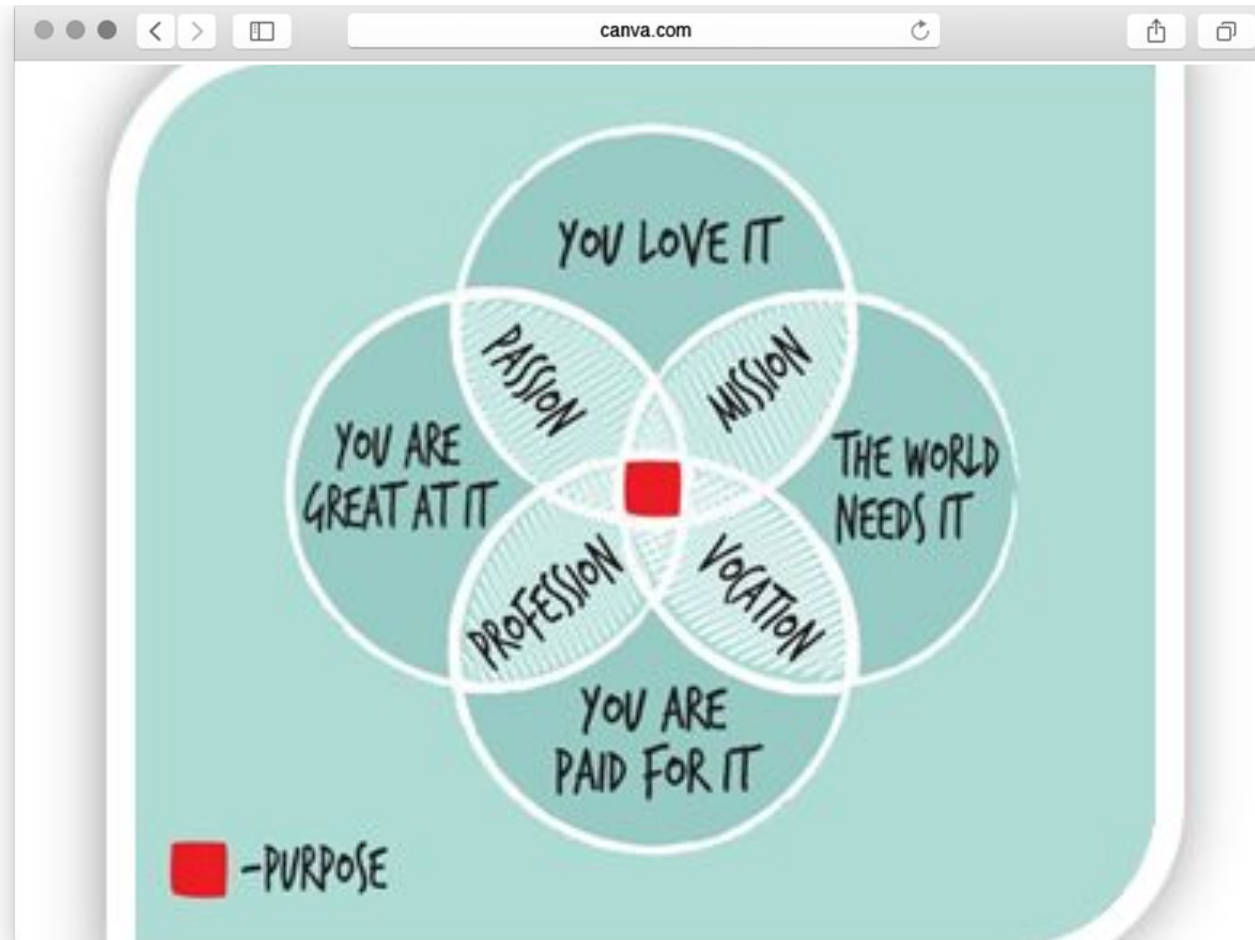 canva.com
YOU LOVE IT
PASSION
MISSION
YOU ARE
GREAT AT IT
THE WORLD
NEEDS IT
PROFESSION
VOCATION
YOU ARE
PAID FOR IT
-PURPOSE